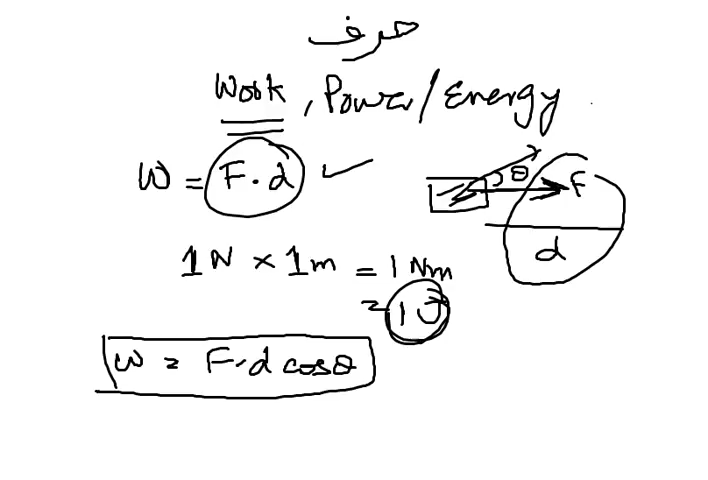 حرف
Work, Power/Energy
W = F·d
θ
F
d
1N × 1m = 1 Nm
= 1J
W = F·d cosθ